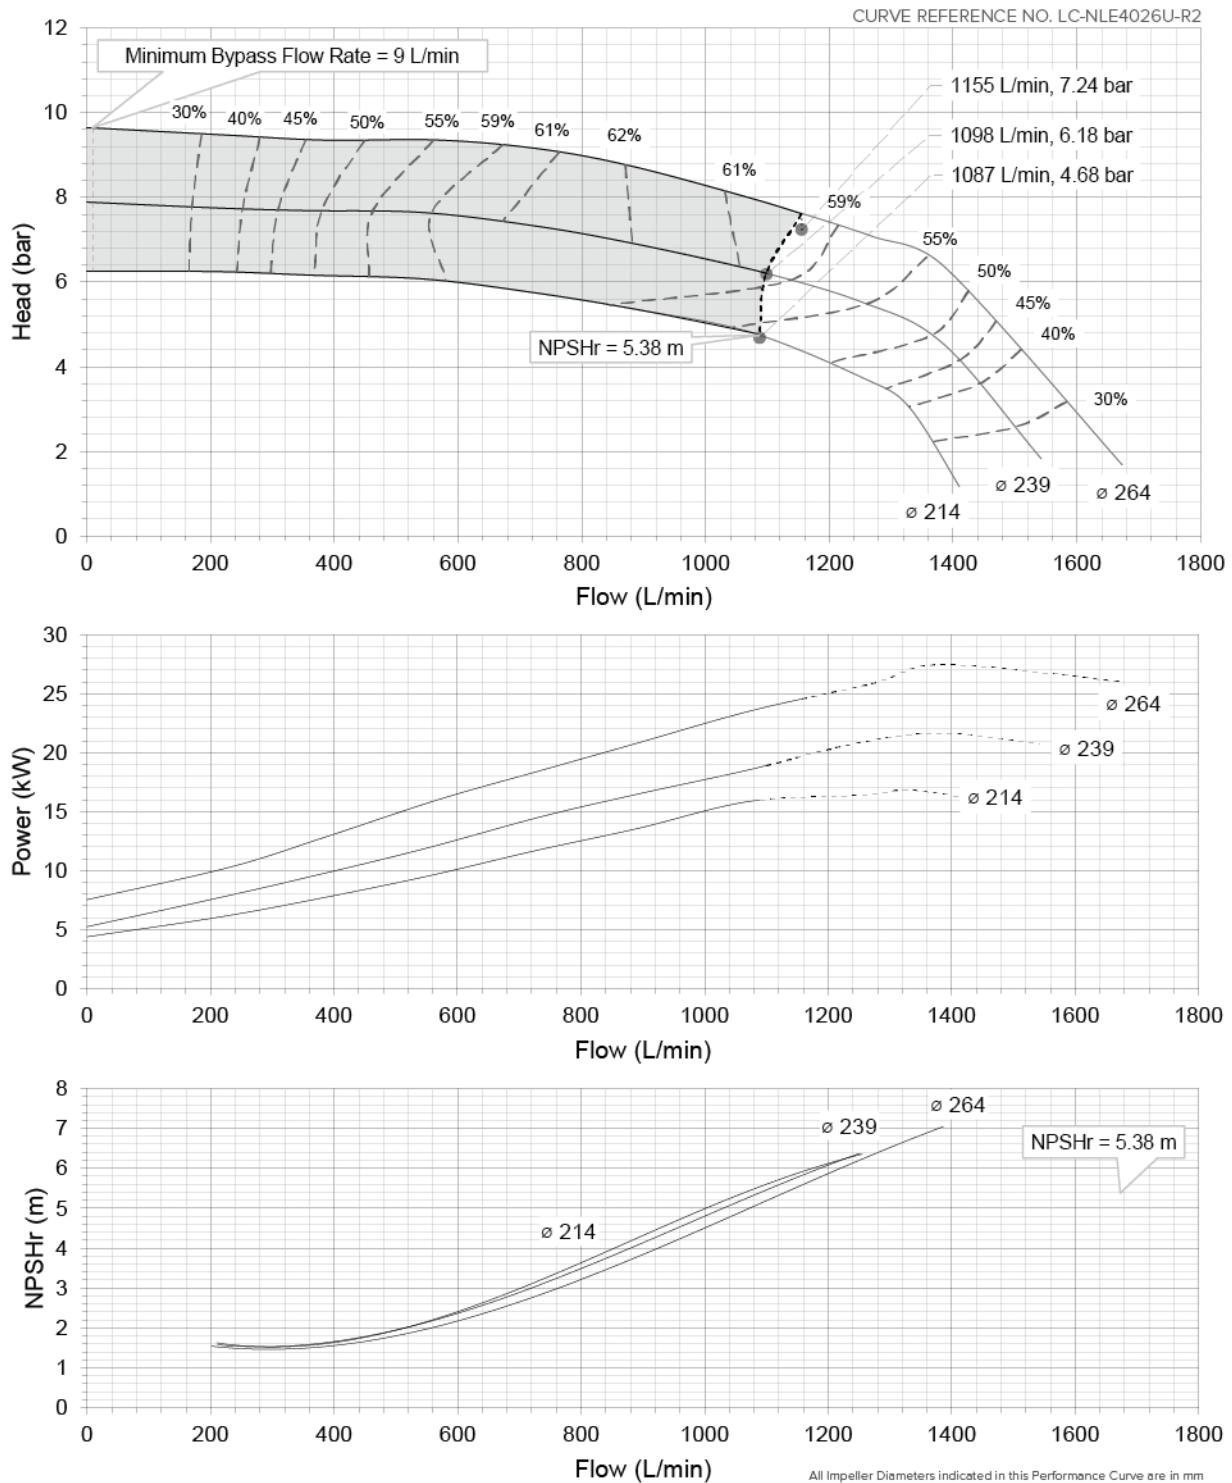 CURVE REFERENCE NO. LC-NLE4026U-R2
12
Minimum Bypass Flow Rate = 9 L/min
1155 L/min, 7.24 bar
10
30%
40%
45%
50%
55%
59%
61%
62%
1098 L/min, 6.18 bar
61%
1087 L/min, 4.68 bar
8
59%
55%
Head (bar)
6
50%
45%
NPSHr = 5.38 m
40%
4
30%
2
ø 214
ø 239
ø 264
0
0 200 400 600 800 1000 1200 1400 1600 1800
Flow (L/min)
30
25
ø 264
20
ø 239
Power (kW)
15
ø 214
10
5
0
0 200 400 600 800 1000 1200 1400 1600 1800
Flow (L/min)
8
ø 264
7
ø 239
NPSHr = 5.38 m
6
5
ø 214
NPSHr (m)
4
3
2
1
0
0 200 400 600 800 1000 1200 1400 1600 1800
Flow (L/min)
All Impeller Diameters indicated in this Performance Curve are in mm